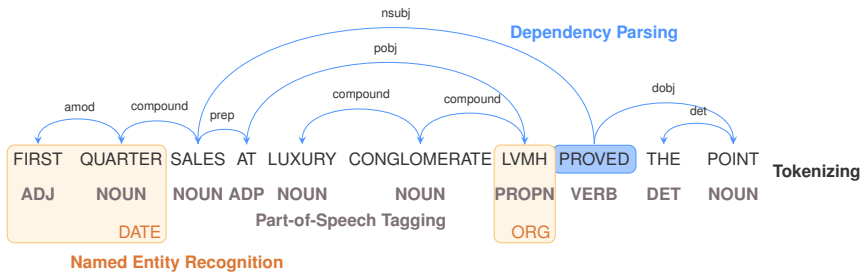 nsubj
Dependency Parsing
pobj
compound dobj
amod compound prep compound det
FIRST QUARTER SALES AT LUXURY CONGLOMERATE LVMH PROVED THE POINT
Tokenizing
ADJ NOUN NOUN ADP NOUN NOUN PROPN VERB DET NOUN
Part-of-Speech Tagging
DATE ORG
Named Entity Recognition